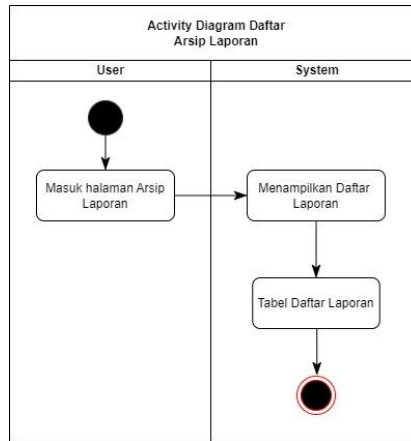 Activity Diagram Daftar
Arsip Laporan
User
System
Masuk halaman Arsip
Laporan
Menampilkan Daftar
Laporan
Tabel Daftar Laporan